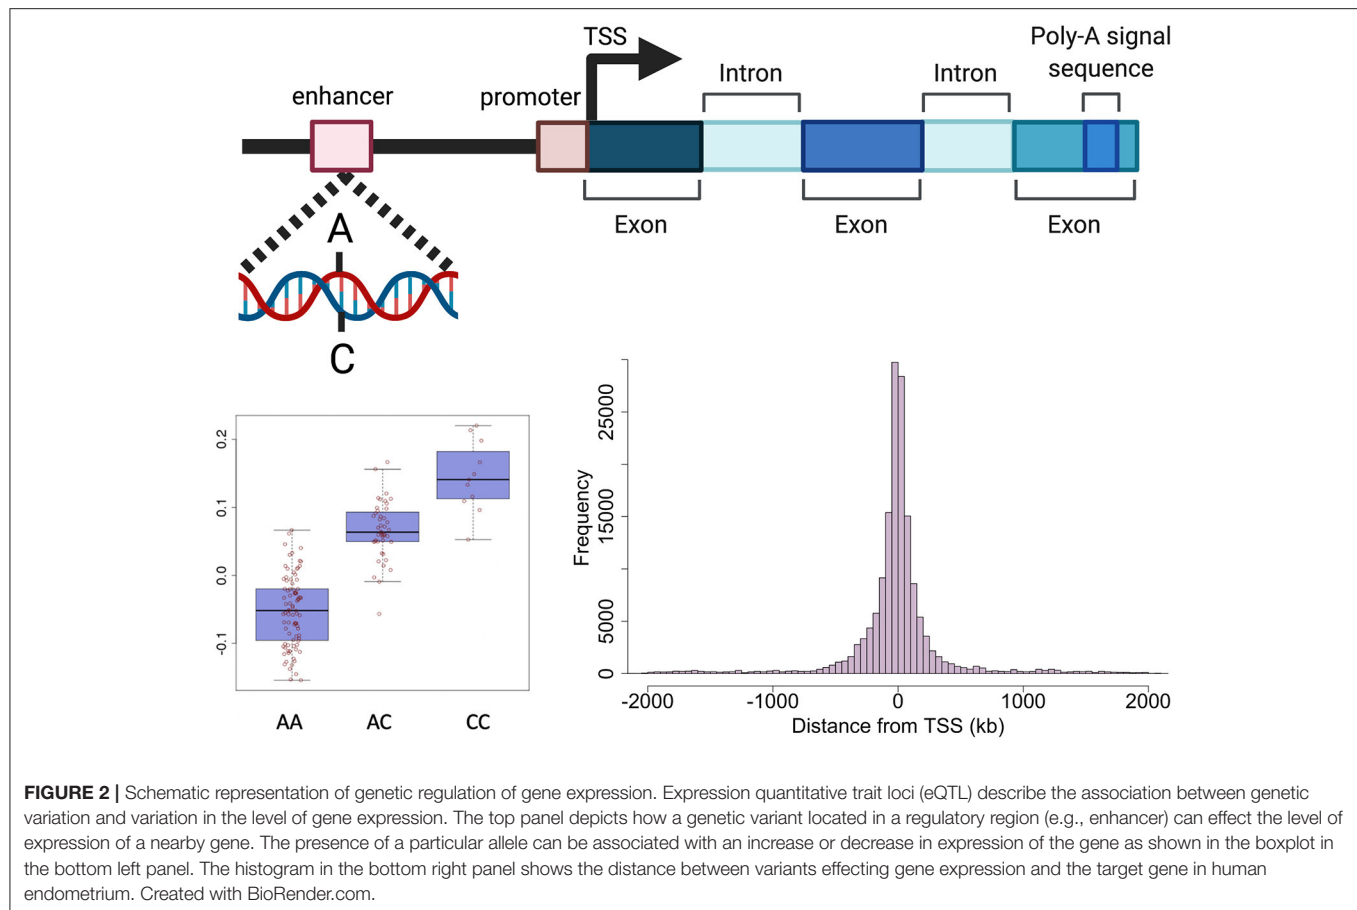 TSS
Poly-A signal
sequence
Intron
Intron
enhancer
promoter
Exon
Exon
Exon
A
C
0.2
0.1
0.0
-0.1
AA
AC
CC
Frequency
25000
15000
5000
0
-2000
-1000
0
1000
2000
Distance from TSS (kb)
FIGURE 2 | Schematic representation of genetic regulation of gene expression. Expression quantitative trait loci (eQTL) describe the association between genetic
variation and variation in the level of gene expression. The top panel depicts how a genetic variant located in a regulatory region (e.g., enhancer) can effect the level of
expression of a nearby gene. The presence of a particular allele can be associated with an increase or decrease in expression of the gene as shown in the boxplot in
the bottom left panel. The histogram in the bottom right panel shows the distance between variants effecting gene expression and the target gene in human
endometrium. Created with BioRender.com.